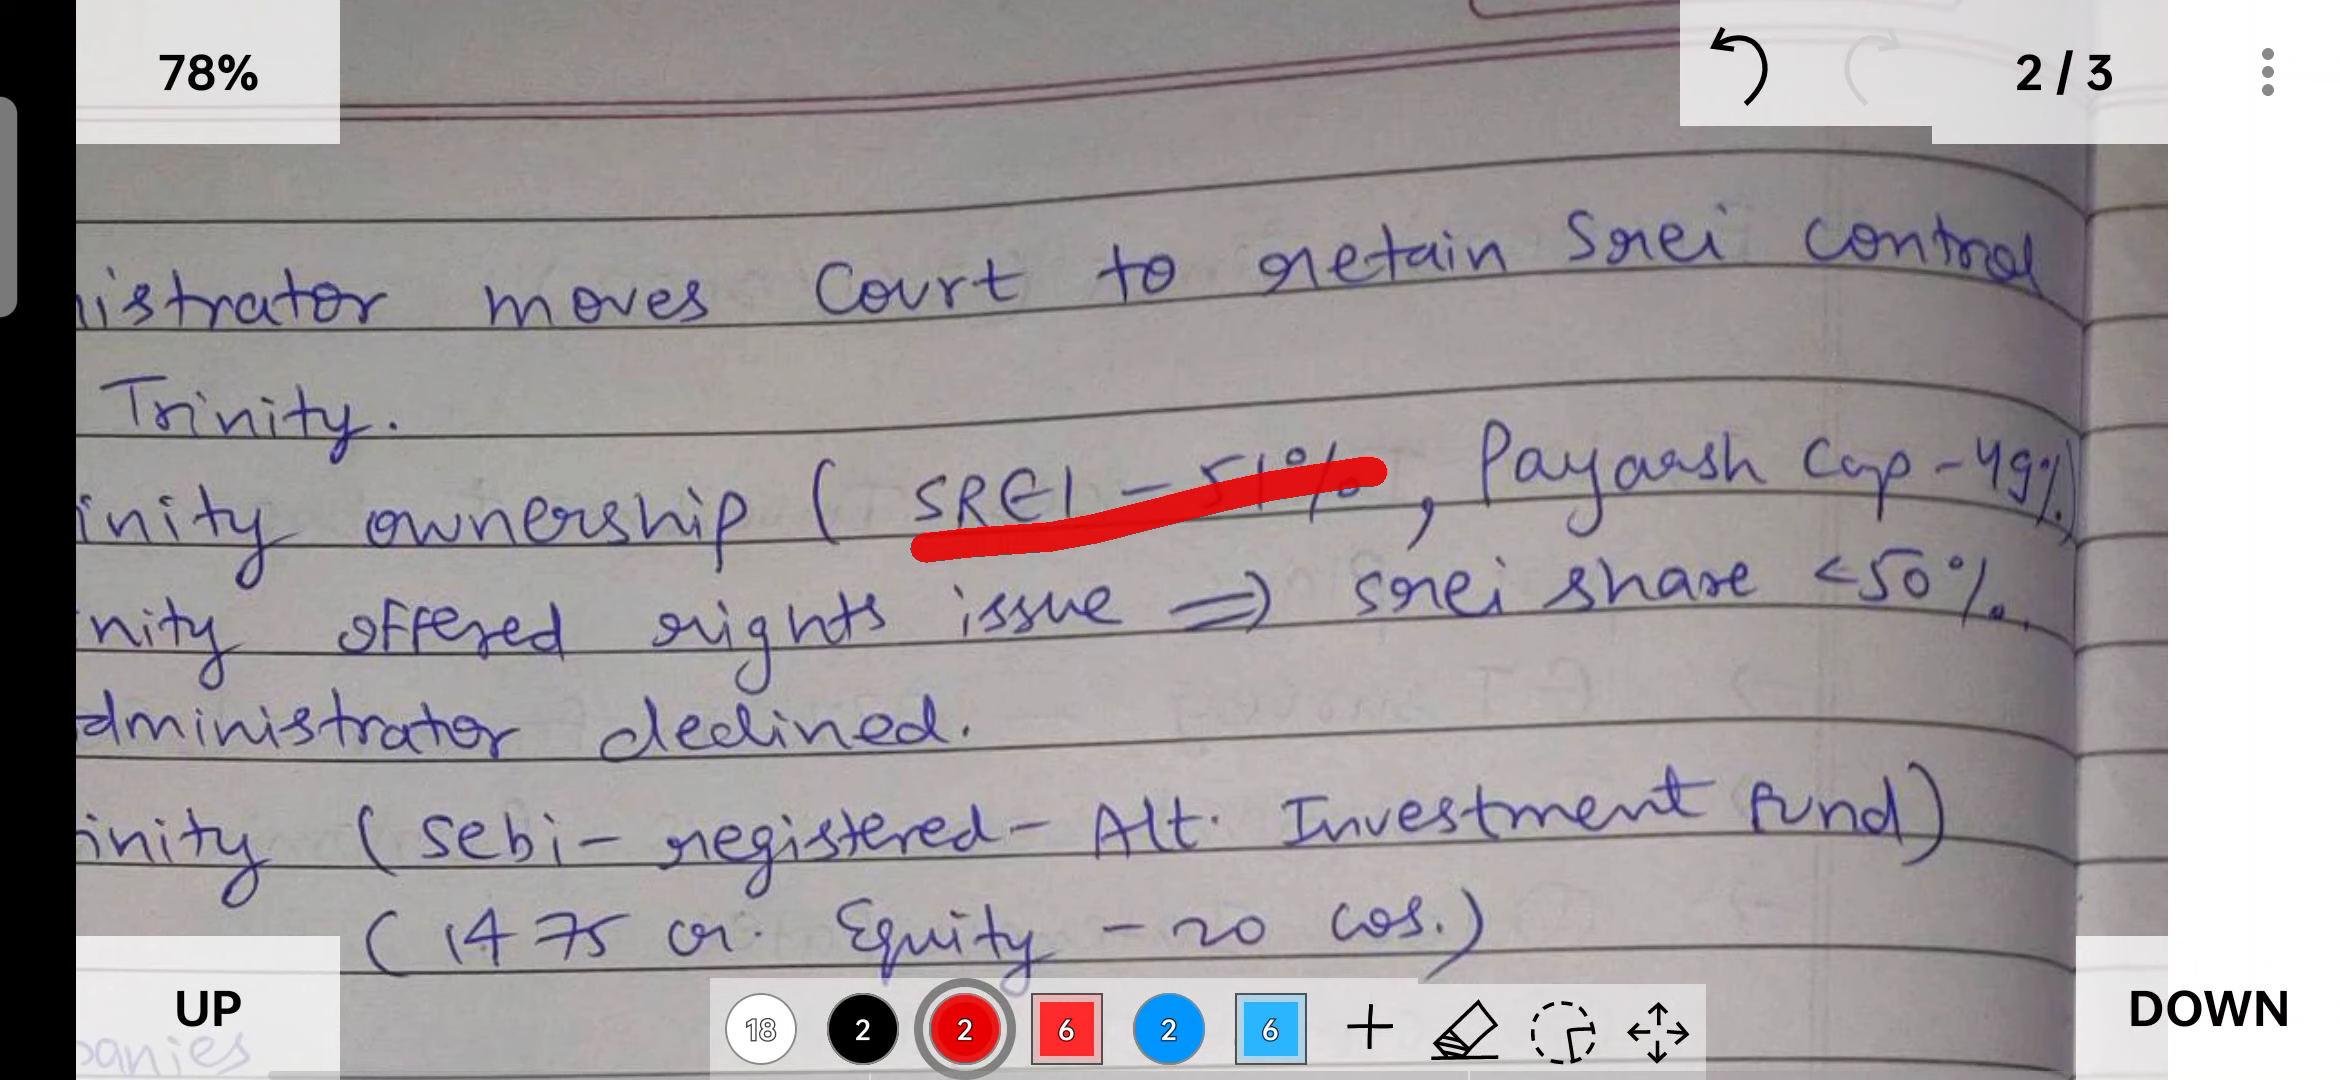 78%
2 / 3
istrator moves Court to retain Srei control
Trinity.
inity ownership ( SREI - 51%, Payaash Cap - 49%)
nity offered rights issue => Srei share <50%.
dministrator declined.
inity ( Sebi- registered- Alt. Investment Fund)
( 1475 cr. Equity - 20 cos.)
UP
18 2 2 6 2 6
DOWN
panies